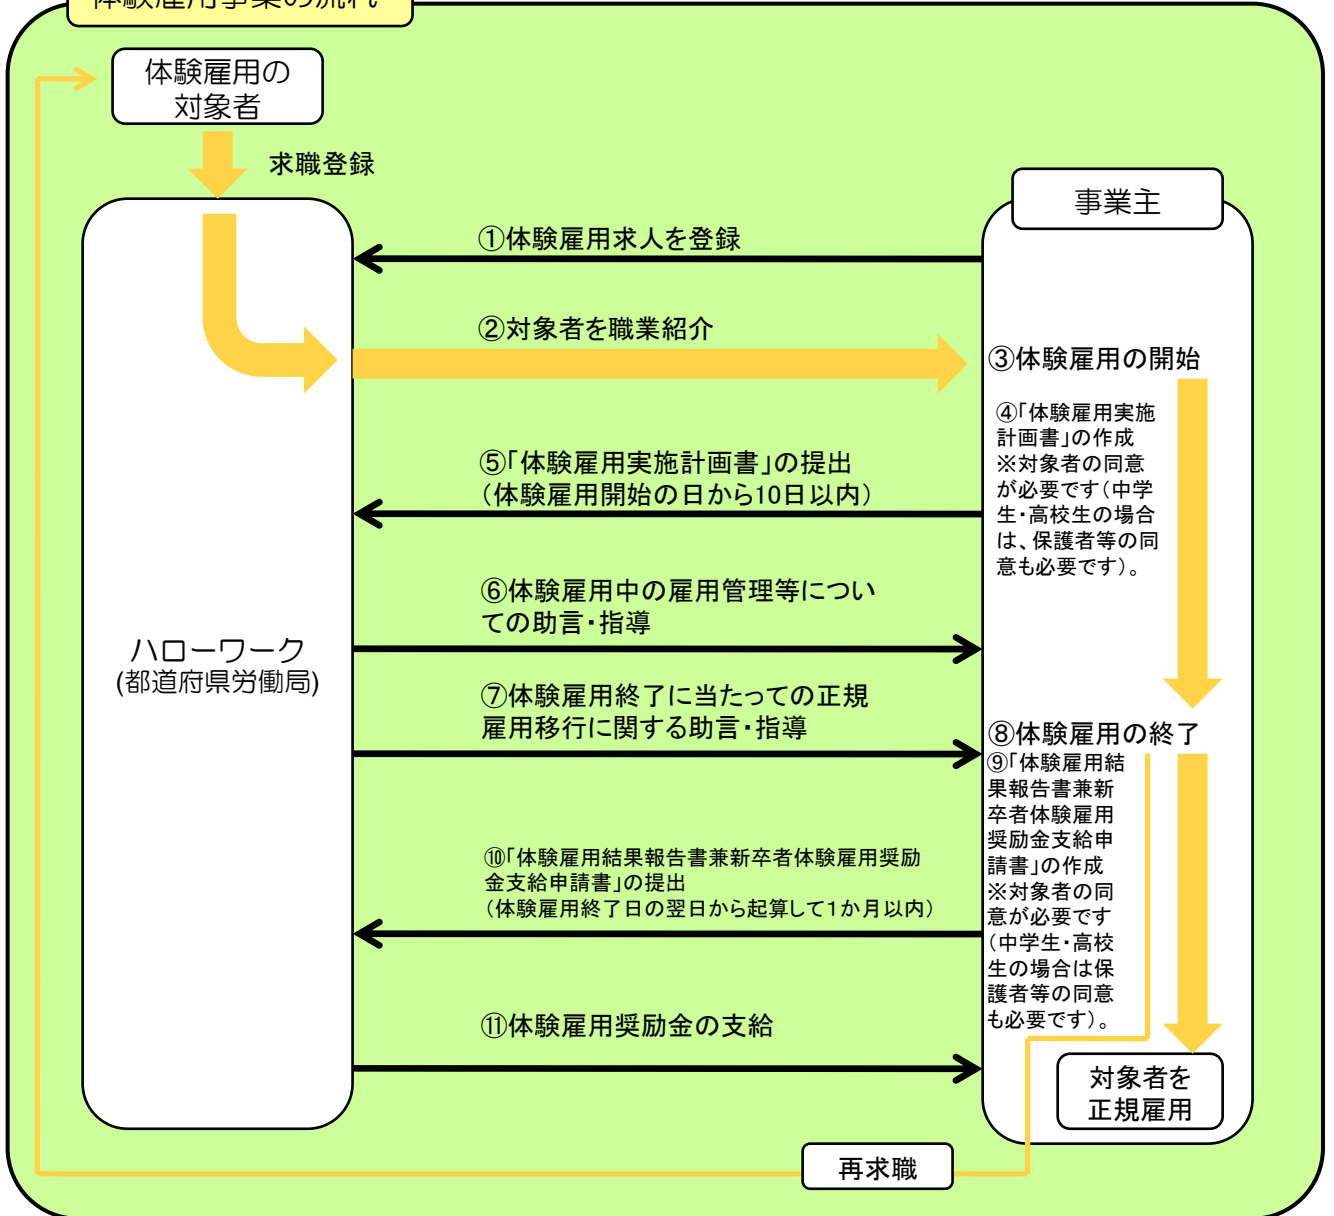 体験雇用事業の流れ
体験雇用の
対象者
求職登録
事業主
①体験雇用求人を登録
②対象者を職業紹介
③体験雇用の開始
④「体験雇用実施
計画書」の作成
※対象者の同意
が必要です（中学
生・高校生の場合
は、保護者等の同
意も必要です）。
⑤「体験雇用実施計画書」の提出
（体験雇用開始の日から10日以内）
⑥体験雇用中の雇用管理等につい
ての助言・指導
ハローワーク
(都道府県労働局)
⑦体験雇用終了に当たっての正規
雇用移行に関する助言・指導
⑧体験雇用の終了
⑨「体験雇用結
果報告書兼新
卒者体験雇用
奨励金支給申
請書」の作成
※対象者の同
意が必要です
（中学生・高校
生の場合は保
護者等の同意
も必要です）。
⑩「体験雇用結果報告書兼新卒者体験雇用奨励
金支給申請書」の提出
（体験雇用終了日の翌日から起算して１か月以内）
⑪体験雇用奨励金の支給
対象者を
正規雇用
再求職